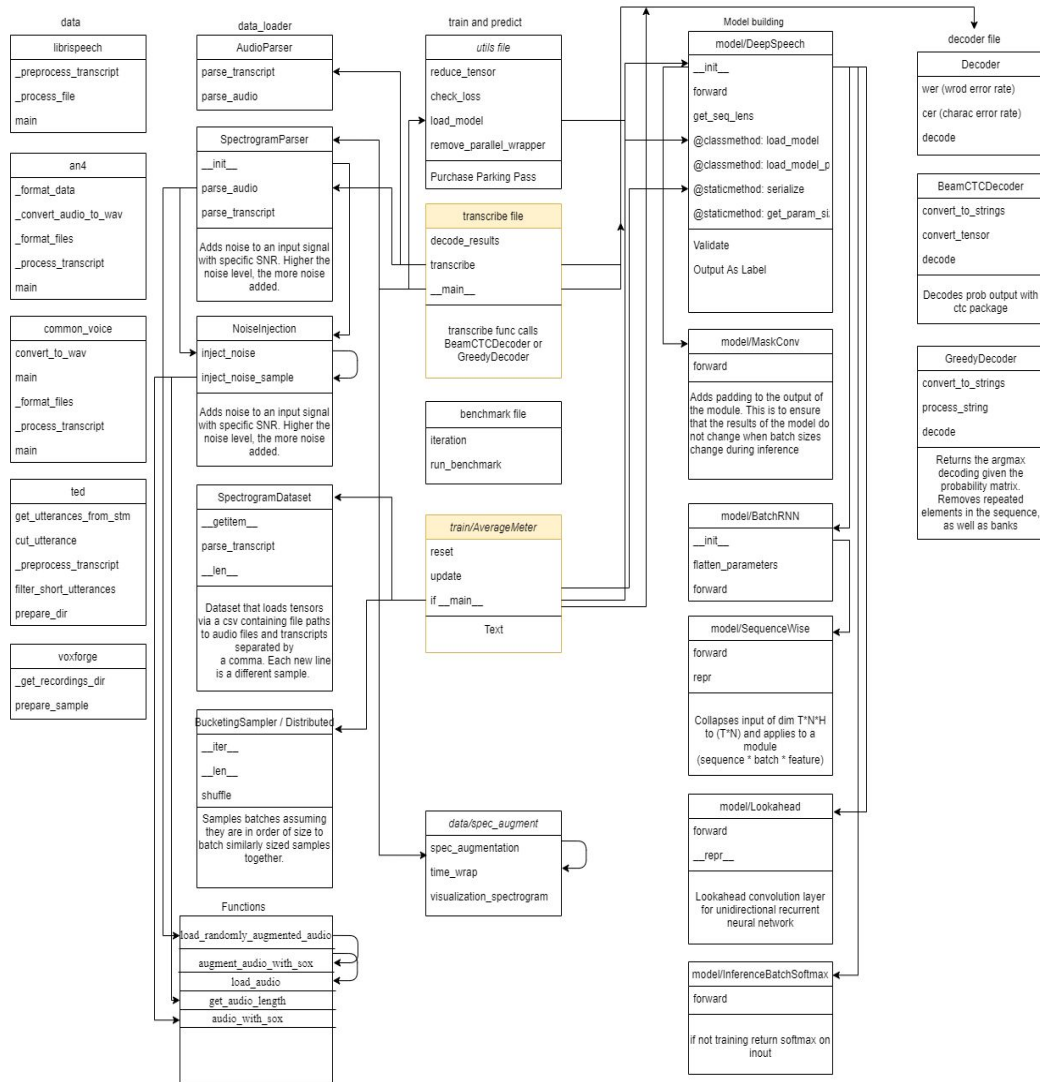 data
librispeech
_preprocess_transcript
_process_file
main
an4
_format_data
_convert_audio_to_wav
_format_files
_process_transcript
main
common_voice
convert_to_wav
main
_format_files
_process_transcript
main
ted
get_utterances_from_stm
cut_utterance
_preprocess_transcript
filter_short_utterances
prepare_dir
voxforge
_get_recordings_dir
prepare_sample
data_loader
AudioParser
parse_transcript
parse_audio
SpectrogramParser
__init__
parse_audio
parse_transcript
Adds noise to an input signal
with specific SNR. Higher the
noise level, the more noise
added.
NoiseInjection
inject_noise
inject_noise_sample
Adds noise to an input signal
with specific SNR. Higher the
noise level, the more noise
added.
SpectrogramDataset
__getitem__
parse_transcript
__len__
Dataset that loads tensors
via a csv containing file paths
to audio files and transcripts
separated by
a comma. Each new line
is a different sample.
BucketingSampler / Distributed
__iter__
__len__
shuffle
Samples batches assuming
they are in order of size to
batch similarly sized samples
together.
Functions
load_randomly_augmented_audio
augment_audio_with_sox
load_audio
get_audio_length
audio_with_sox
train and predict
utils file
reduce_tensor
check_loss
load_model
remove_parallel_wrapper
Purchase Parking Pass
transcribe file
decode_results
transcribe
__main__
transcribe func calls
BeamCTCDecoder or
GreedyDecoder
benchmark file
iteration
run_benchmark
train/AverageMeter
reset
update
if __main__
Text
data/spec_augment
spec_augmentation
time_wrap
visualization_spectrogram
Model building
model/DeepSpeech
__init__
forward
get_seq_lens
@classmethod: load_model
@classmethod: load_model_p
@staticmethod: serialize
@staticmethod: get_param_si
Validate
Output As Label
model/MaskConv
forward
Adds padding to the output of
the module. This is to ensure
that the results of the model do
not change when batch sizes
change during inference
model/BatchRNN
__init__
flatten_parameters
forward
model/SequenceWise
forward
repr
Collapses input of dim T*N*H
to (T*N) and applies to a
module
(sequence * batch * feature)
model/Lookahead
forward
__repr__
Lookahead convolution layer
for unidirectional recurrent
neural network
model/InferenceBatchSoftmax
forward
if not training return softmax on
inout
decoder file
Decoder
wer (wrod error rate)
cer (charac error rate)
decode
BeamCTCDecoder
convert_to_strings
convert_tensor
decode
Decodes prob output with
ctc package
GreedyDecoder
convert_to_strings
process_string
decode
Returns the argmax
decoding given the
probability matrix.
Removes repeated
elements in the sequence,
as well as banks